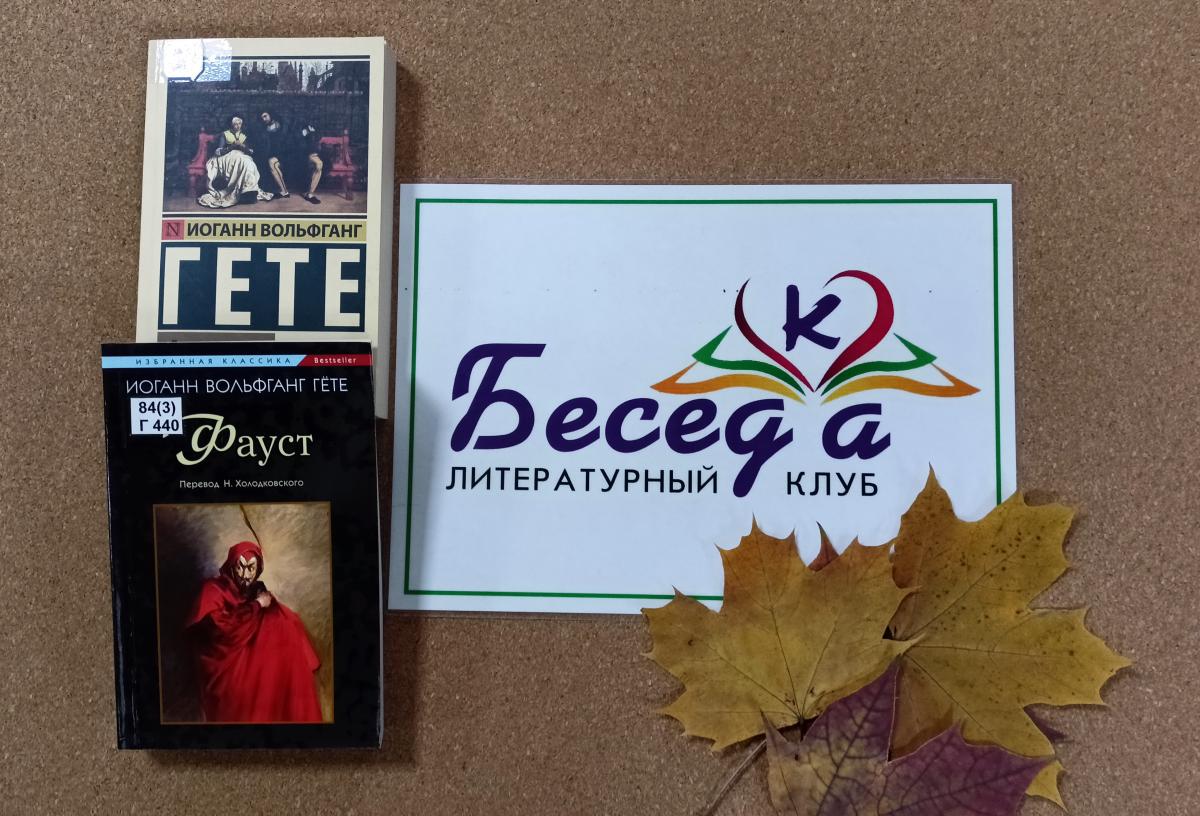 N ИОГАНН ВОЛЬФГАНГ
ГЕТЕ
ИЗБРАННАЯ КЛАССИКА Bestseller
ИОГАНН ВОЛЬФГАНГ ГЁТЕ
84(3)
Г 440
Фауст
Перевод Н. Холодковского
К
Беседа
ЛИТЕРАТУРНЫЙ КЛУБ